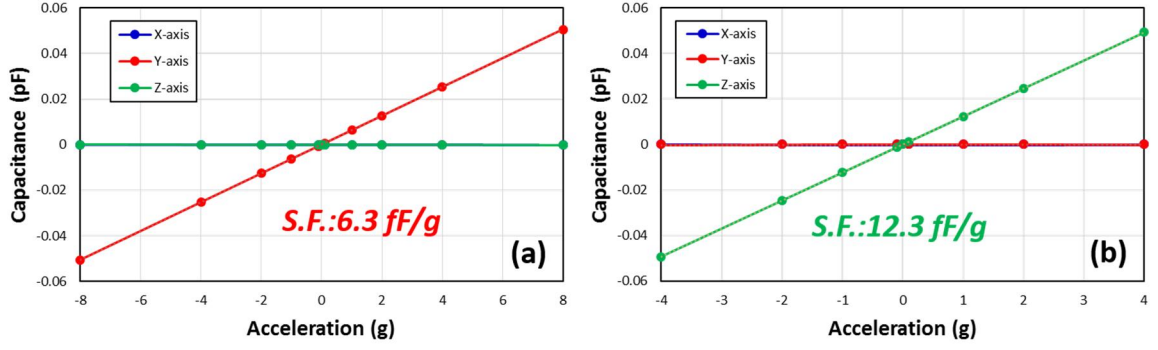 0.06
0.04
0.02
0
-0.02
-0.04
-0.06
Capacitance (pF)
X-axis
Y-axis
Z-axis
S.F.:6.3 fF/g
(a)
-8 -6 -4 -2 0 2 4 6 8
Acceleration (g)
0.06
0.04
0.02
0
-0.02
-0.04
-0.06
Capacitance (pF)
X-axis
Y-axis
Z-axis
S.F.:12.3 fF/g
(b)
-4 -3 -2 -1 0 1 2 3 4
Acceleration (g)